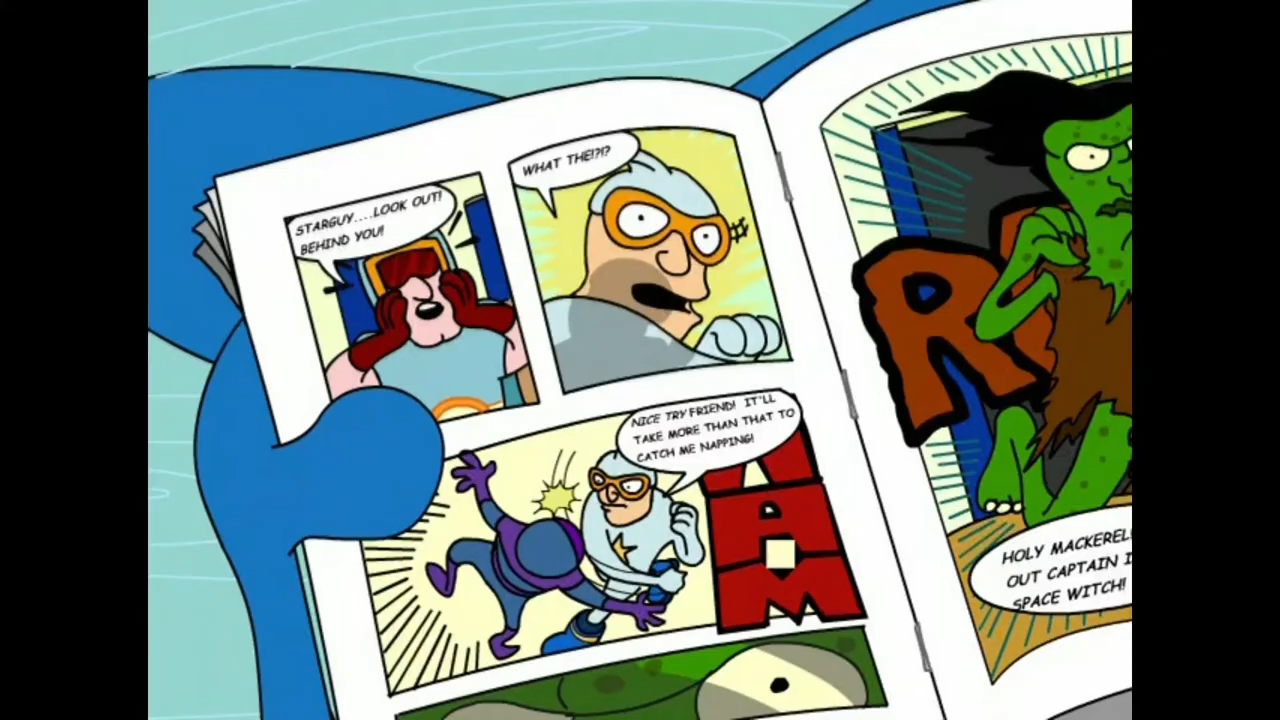 STARGUY....LOOK OUT!
BEHIND YOU!
WHAT THE!?!?
NICE TRY FRIEND! IT'LL
TAKE MORE THAN THAT TO
CATCH ME NAPPING!
HOLY MACKEREL
OUT CAPTAIN
SPACE WITCH!